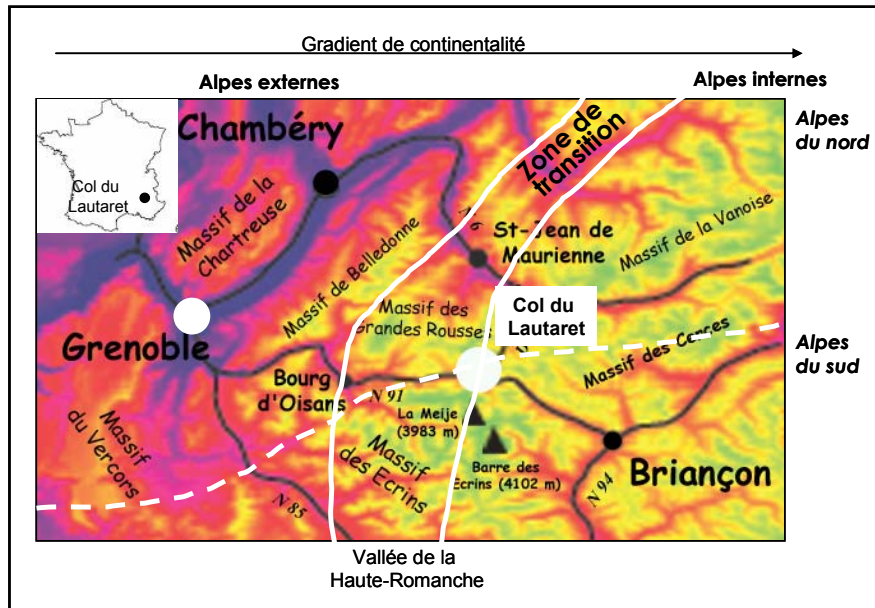 Gradient de continentalité
Alpes externes
Alpes internes
Alpes
du nord
Chambéry
Zone de
transition
Col du
Lautaret
Massif de la
Chartreuse
N 6
St-Jean de
Maurienne
Massif de la Vanoise
Massif de Belledonne
Massif des
Grandes Rousses
Col du
Lautaret
Grenoble
Massif des Cerces
Alpes
du sud
Bourg
d'Oisans
N 91
La Meije
(3983 m)
Massif
du Vercors
Massif
des Ecrins
Barre des
Ecrins (4102 m)
Briançon
N 85
N 94
Vallée de la
Haute-Romanche